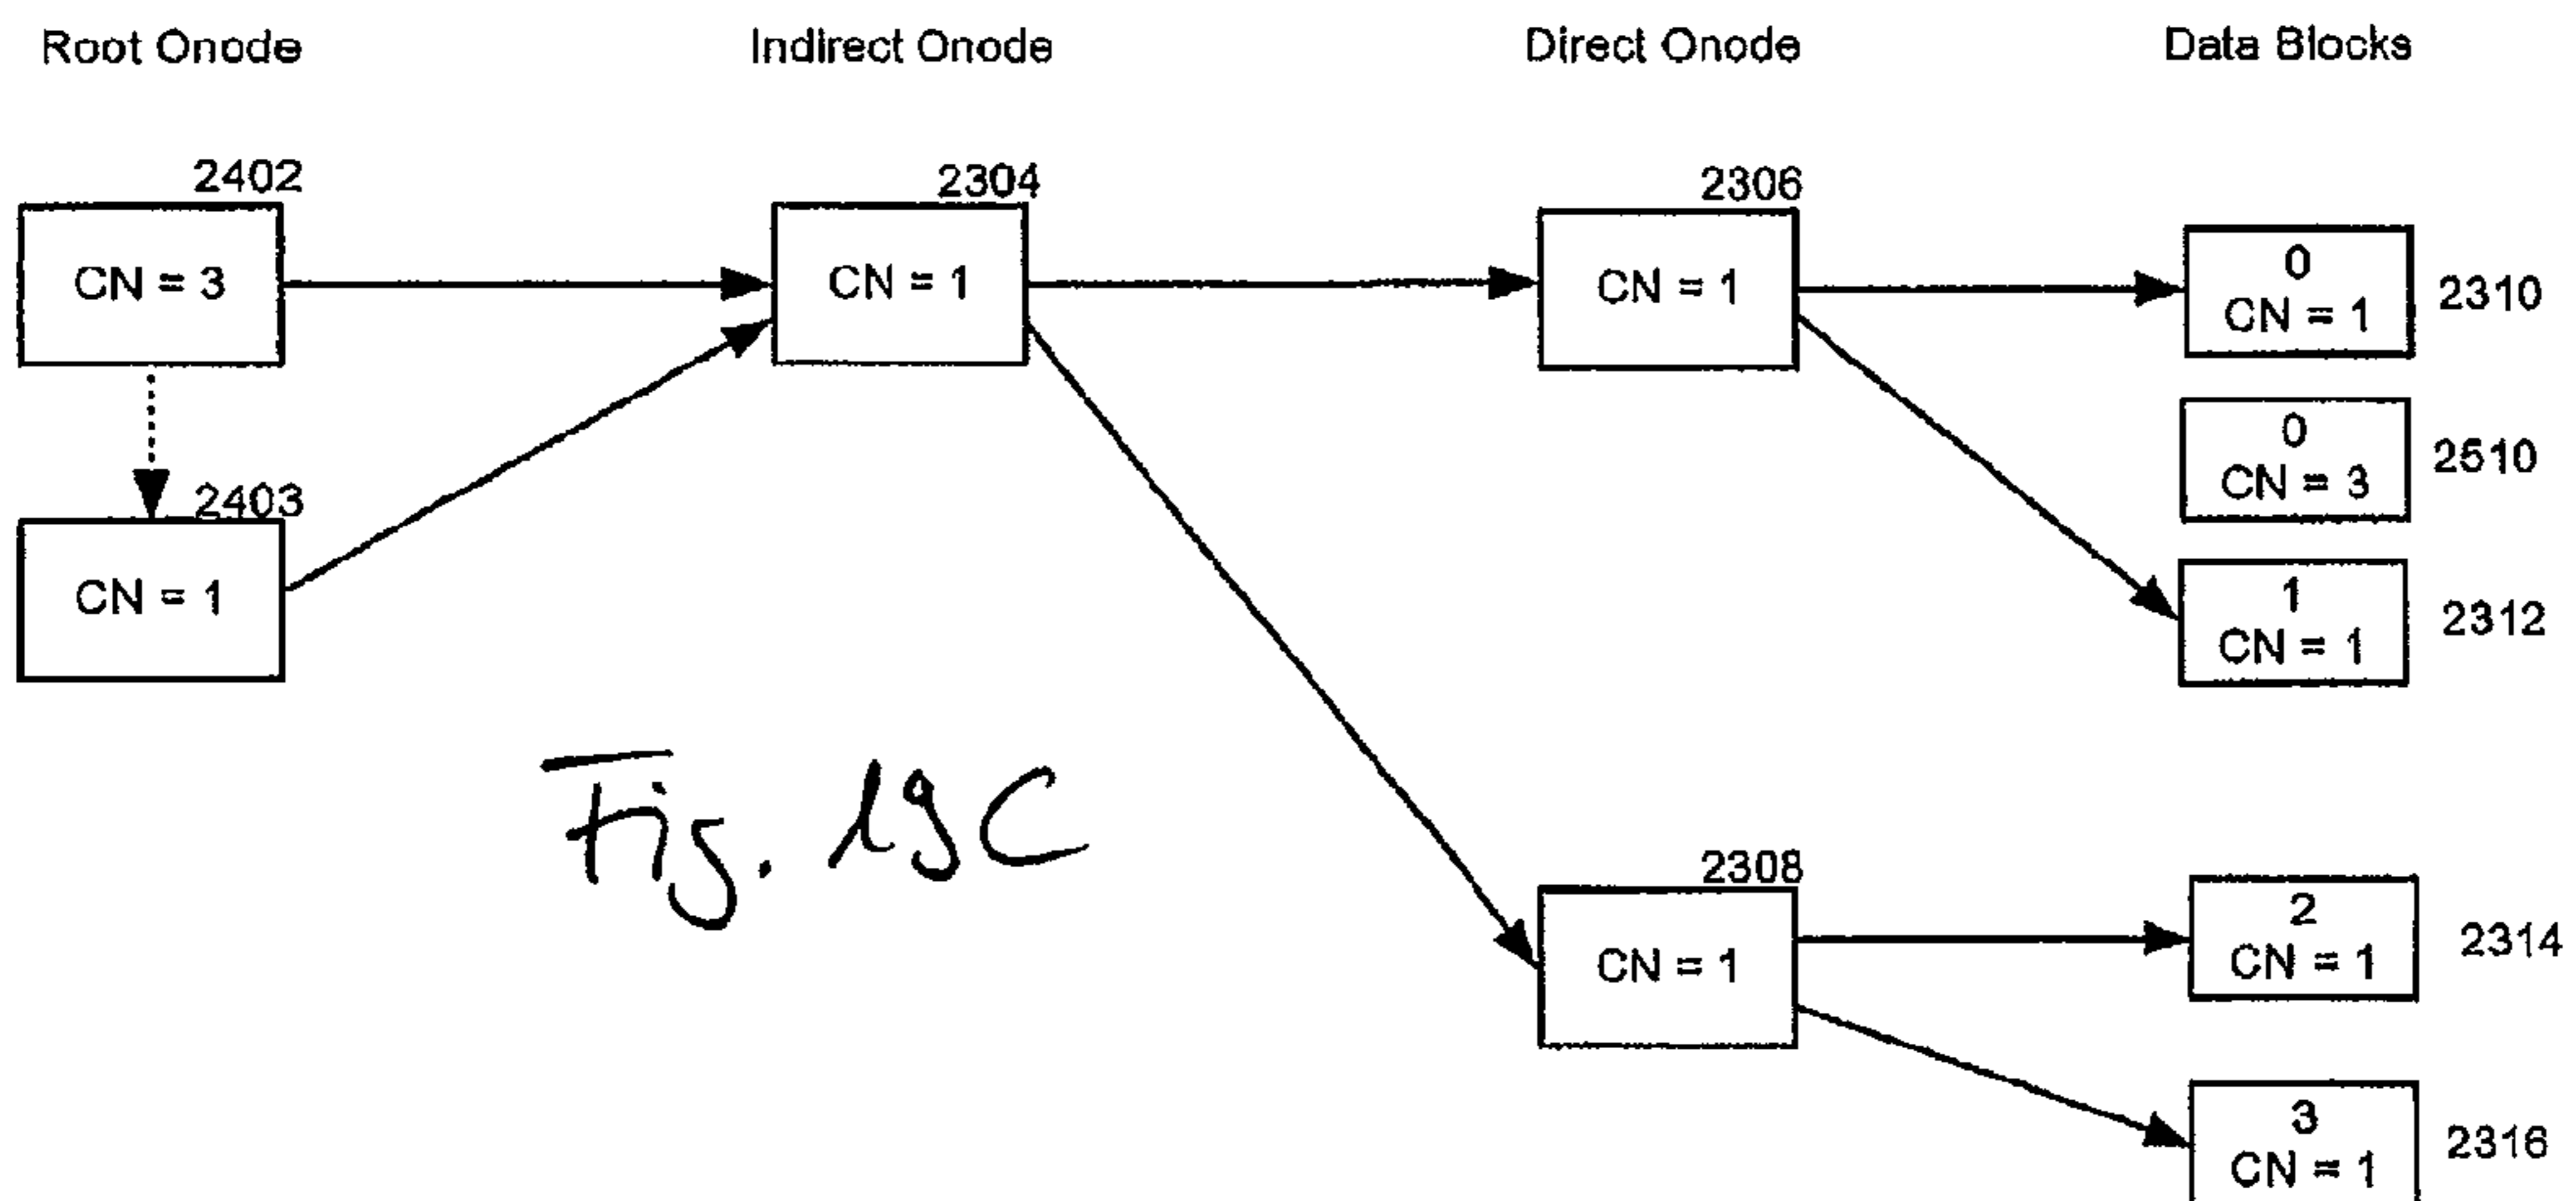 Root Onode Indirect Onode Direct Onode Data Blocks
2402 2304 2306
CN = 3 CN = 1 CN = 1
0
CN = 1
2310
0
CN = 3
2510
2403
CN = 1
1
CN = 1
2312
Fig. 19C
2308
CN = 1
2
CN = 1
2314
3
CN = 1
2316